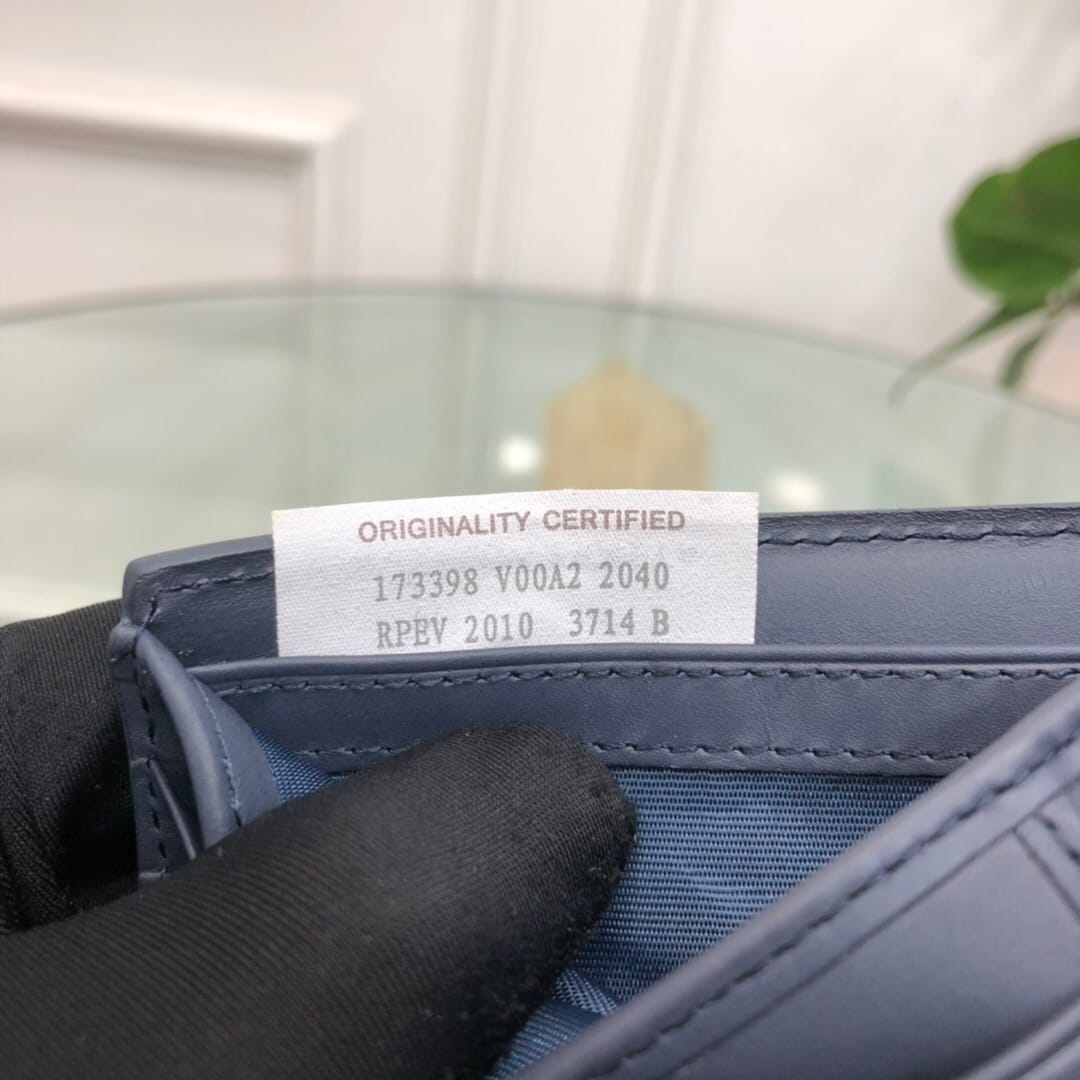 ORIGINALITY CERTIFIED
173398 V00A2 2040
RPEV 2010 3714 B